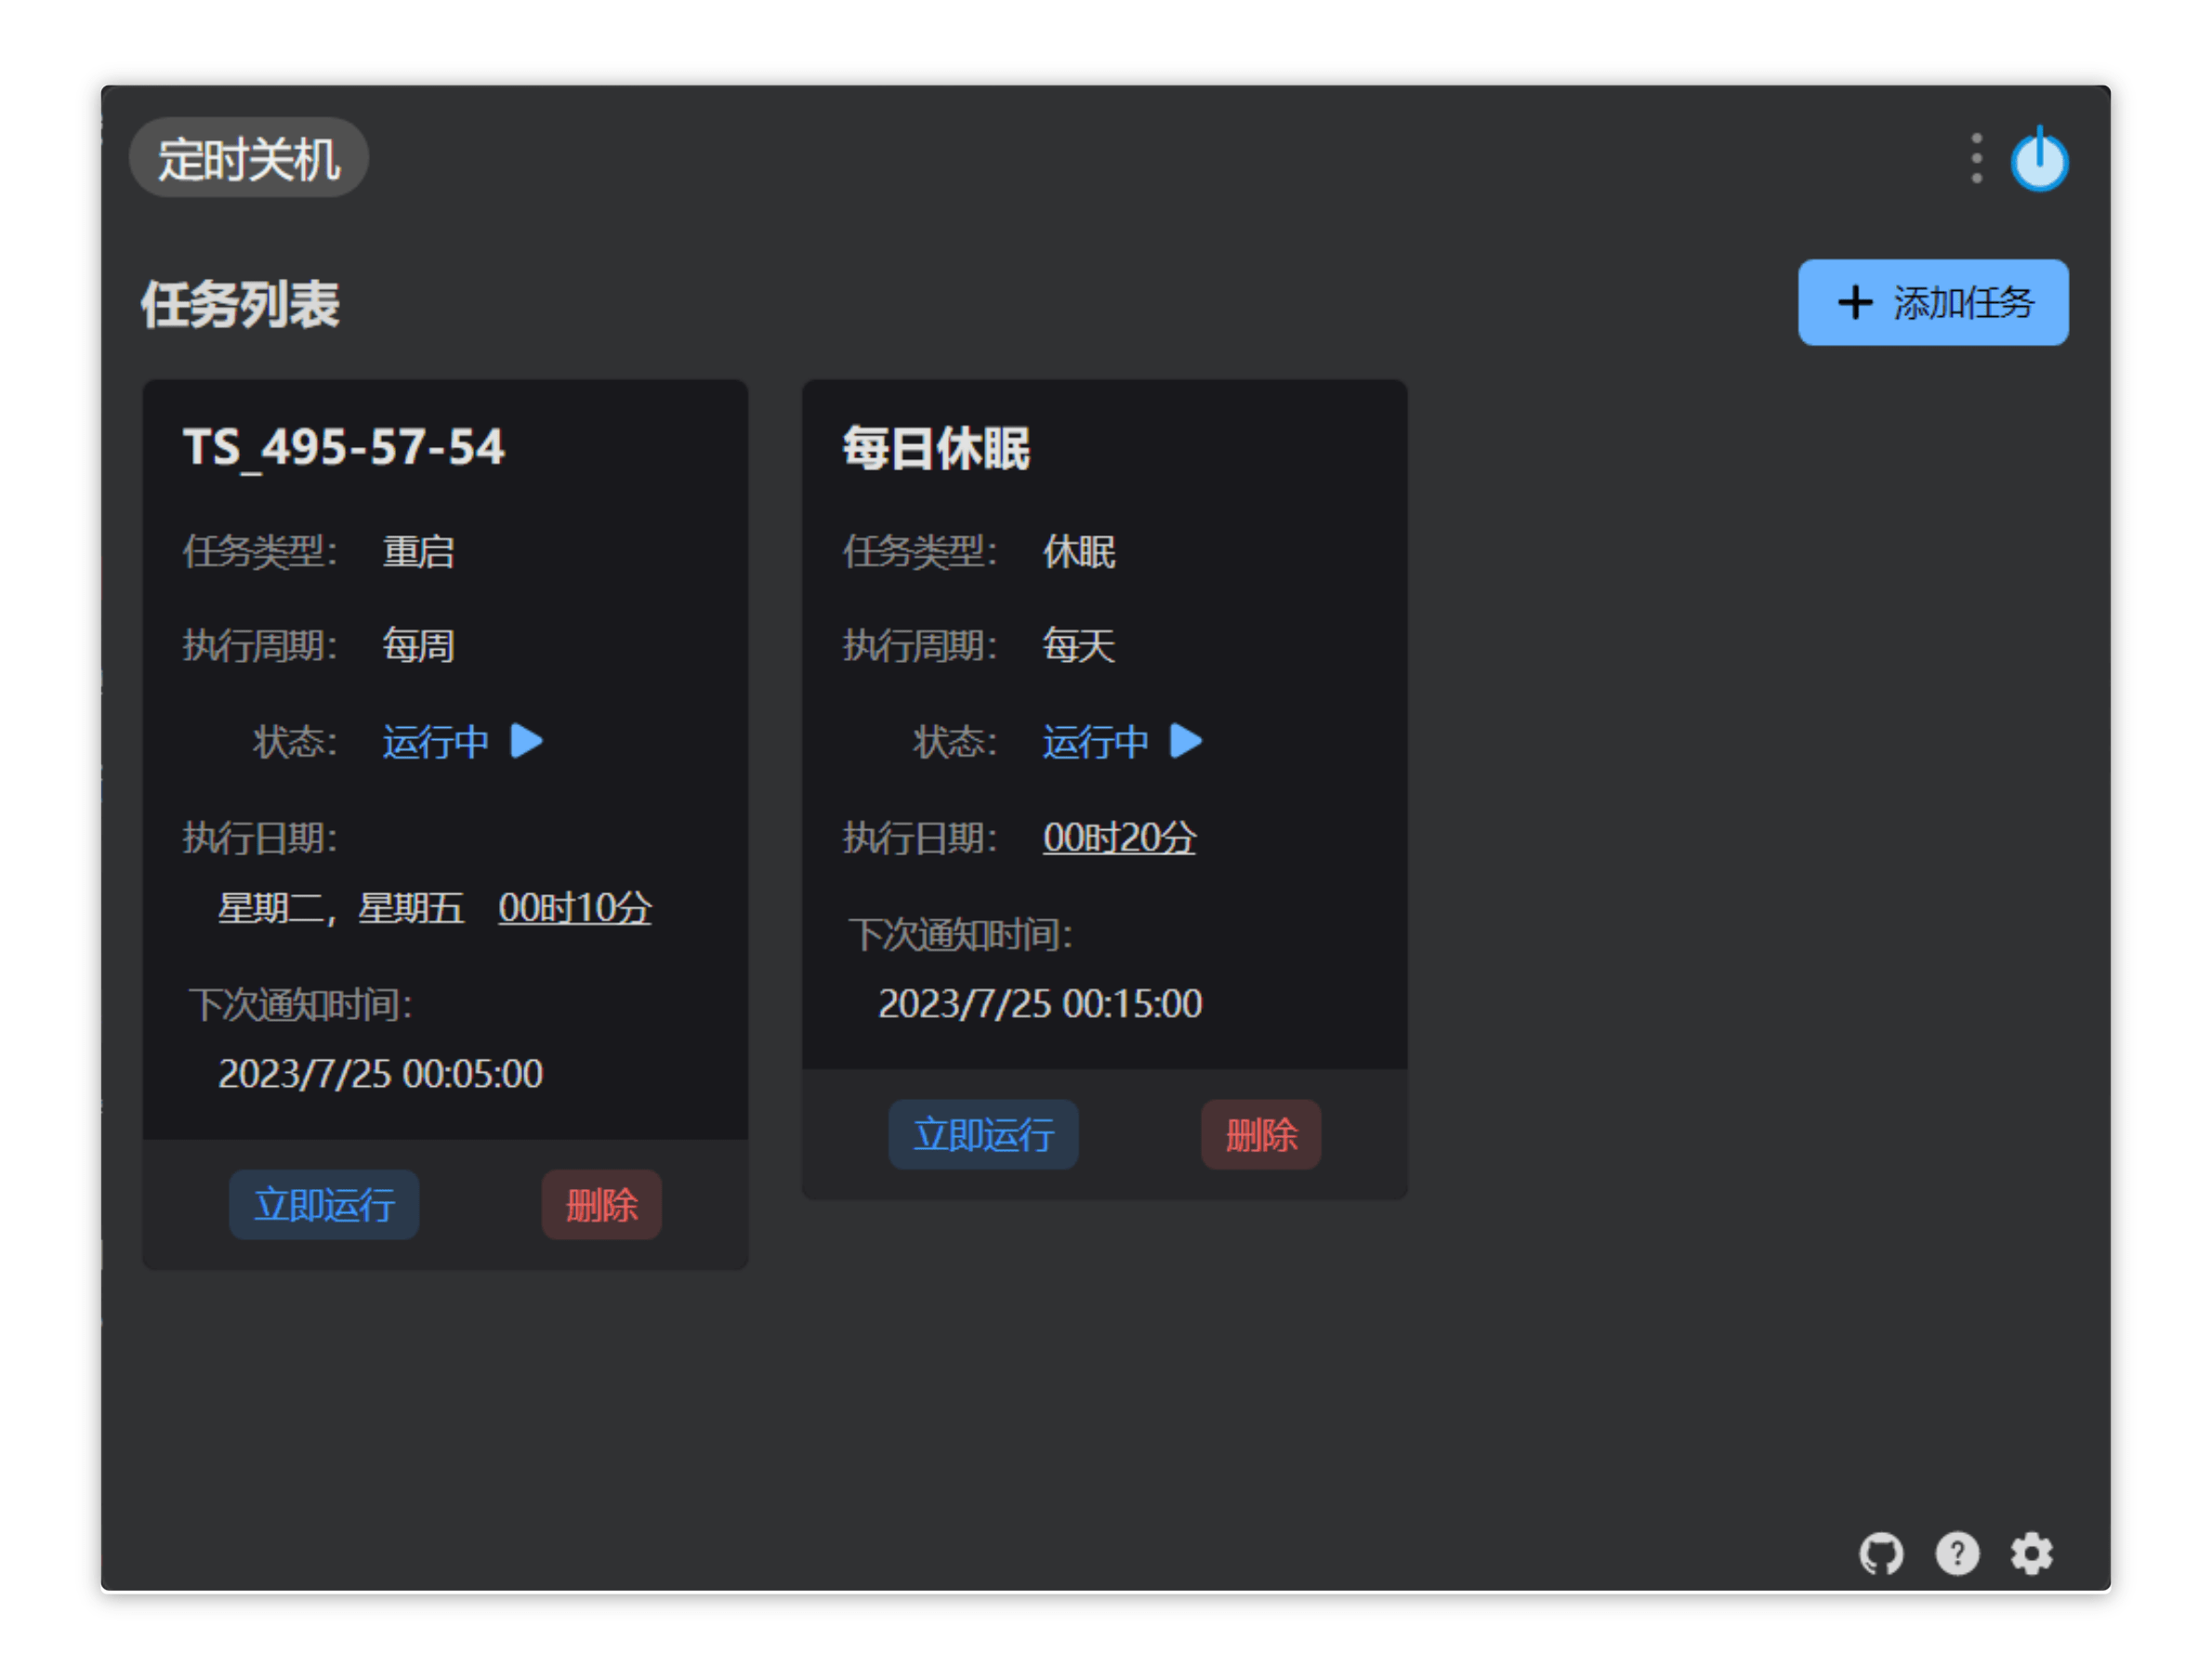 定时关机
任务列表
添加任务
TS_495-57-54
任务类型： 重启
执行周期： 每周
状态： 运行中
执行日期：
星期二，星期五 00时10分
下次通知时间：
2023/7/25 00:05:00
立即运行 删除
每日休眠
任务类型： 休眠
执行周期： 每天
状态： 运行中
执行日期： 00时20分
下次通知时间：
2023/7/25 00:15:00
立即运行 删除